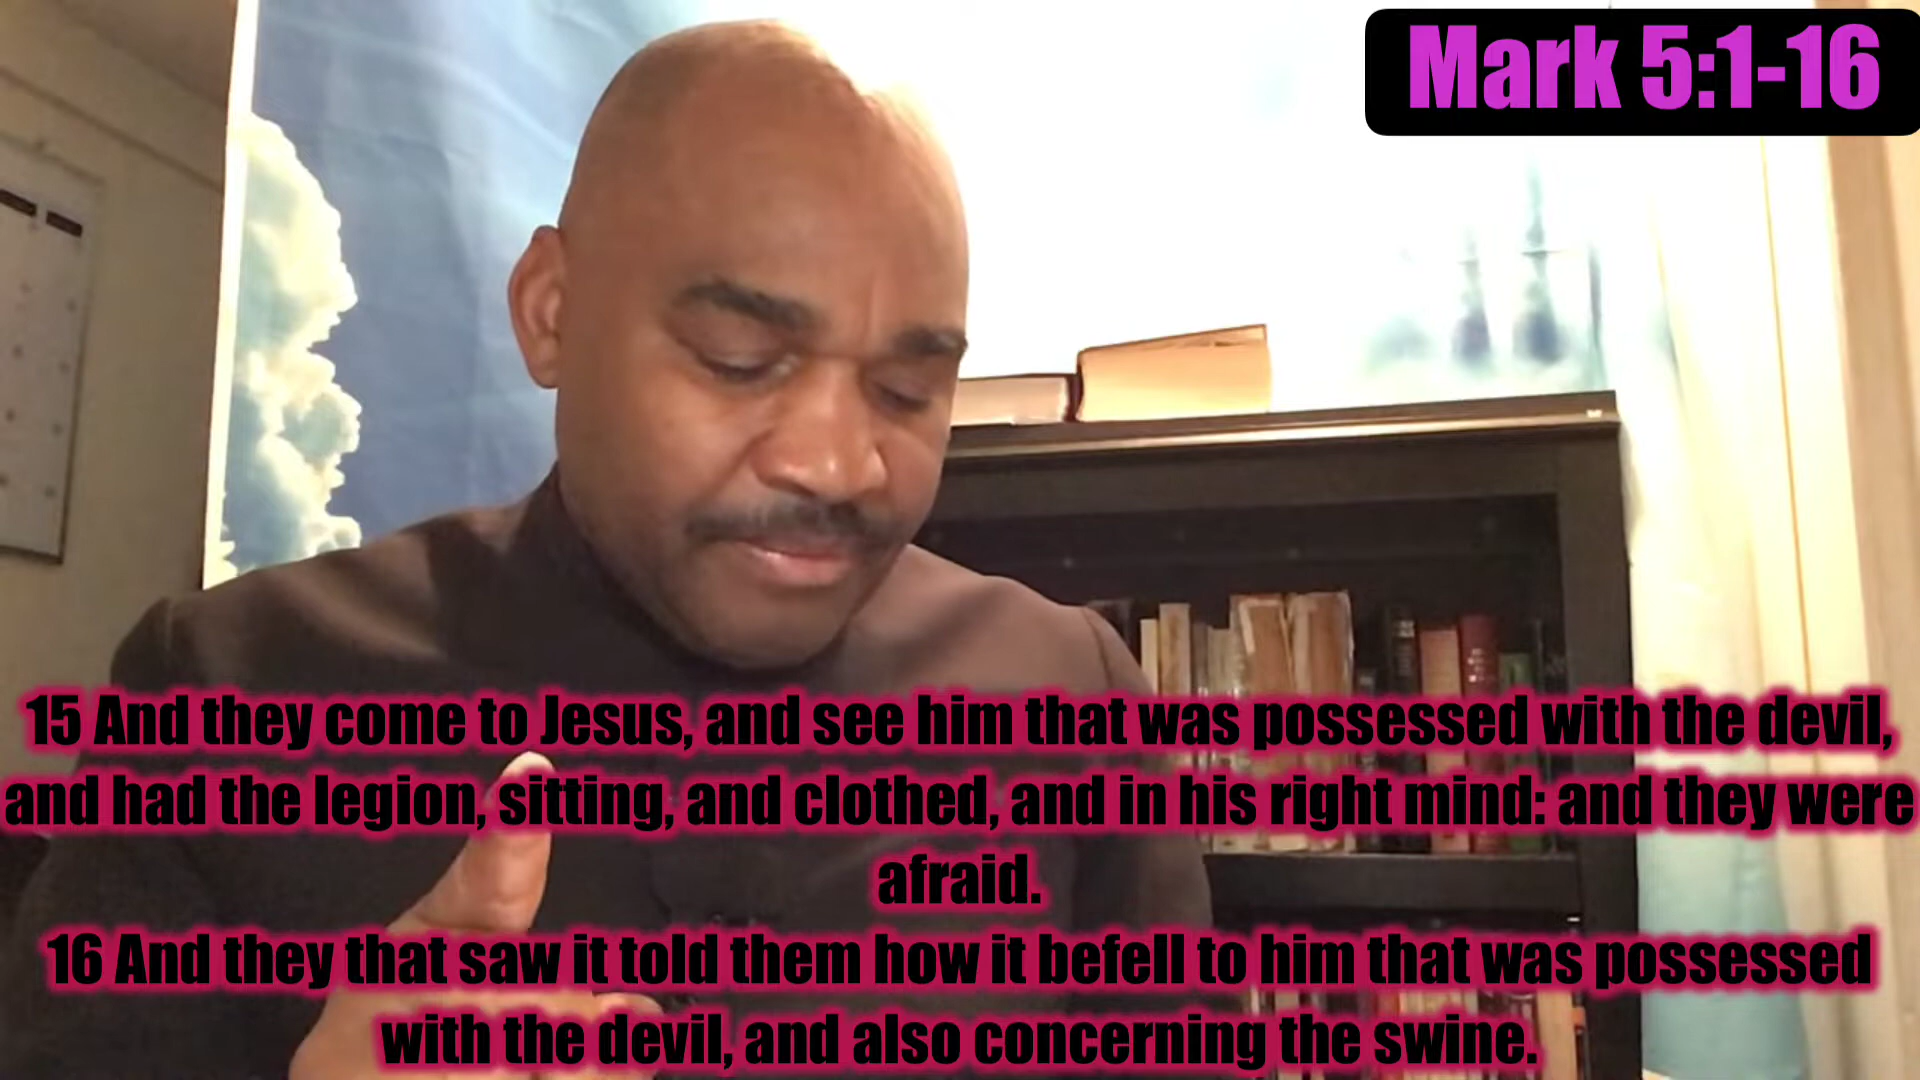 Mark 5:1-16
15 And they come to Jesus, and see him that was possessed with the devil,
and had the legion, sitting, and clothed, and in his right mind: and they were
afraid.
16 And they that saw it told them how it befell to him that was possessed
with the devil, and also concerning the swine.